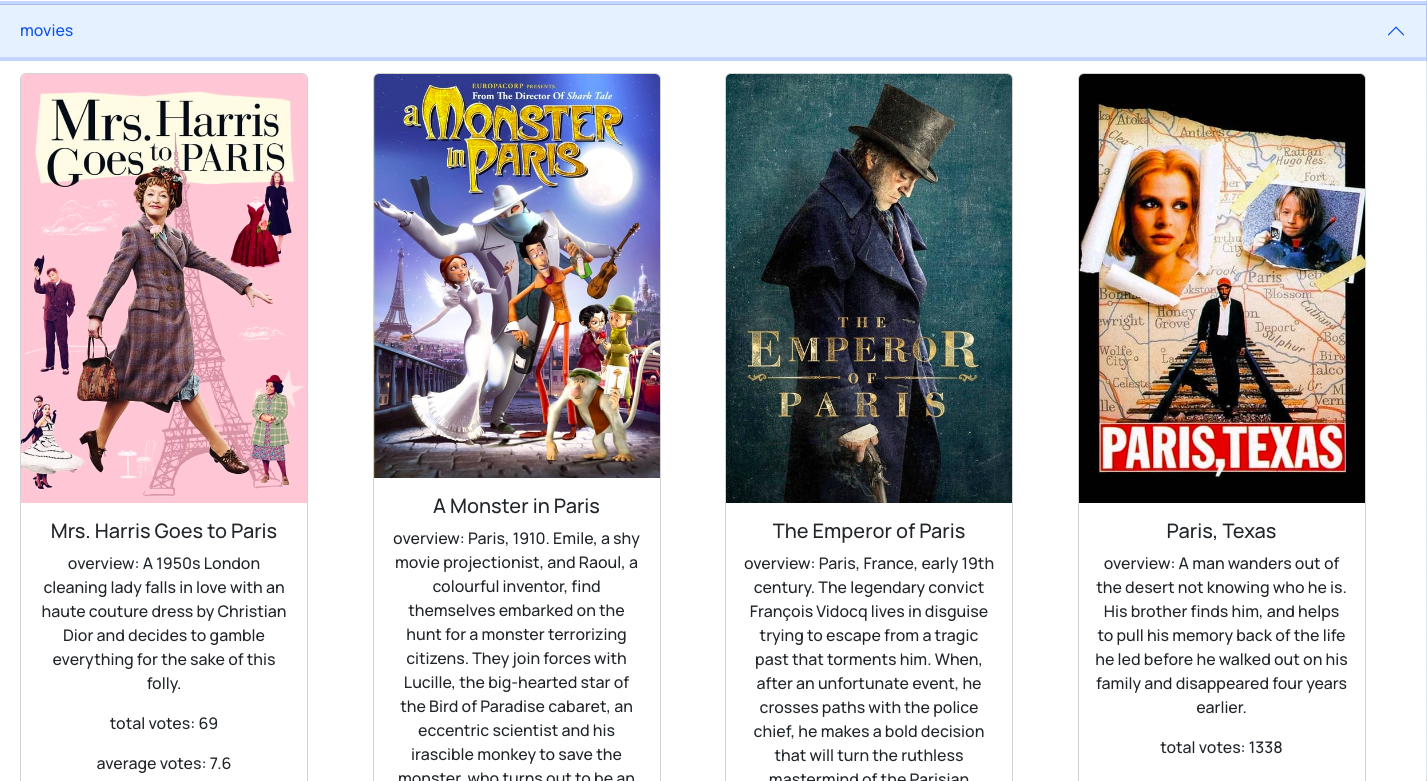 movies
Mrs. Harris
Goes to PARIS
Mrs. Harris Goes to Paris
overview: A 1950s London
cleaning lady falls in love with an
haute couture dress by Christian
Dior and decides to gamble
everything for the sake of this
folly.
total votes: 69
average votes: 7.6
EUROPACORP PRESENTS
From The Director Of Shark Tale
a MONSTER
in PARIS
A Monster in Paris
overview: Paris, 1910. Emile, a shy
movie projectionist, and Raoul, a
colourful inventor, find
themselves embarked on the
hunt for a monster terrorizing
citizens. They join forces with
Lucille, the big-hearted star of
the Bird of Paradise cabaret, an
eccentric scientist and his
irascible monkey to save the
monster, who turns out to be an
THE
EMPEROR
OF
PARIS
The Emperor of Paris
overview: Paris, France, early 19th
century. The legendary convict
François Vidocq lives in disguise
trying to escape from a tragic
past that torments him. When,
after an unfortunate event, he
crosses paths with the police
chief, he makes a bold decision
that will turn the ruthless
mastermind of the Parisian
Atoka
Antlers
Rattan
Hugo Res.
Fort
Paris
Blossom
Honey
Grove
Deport
Sulphur
Wolfe
City
Celeste
PARIS,TEXAS
Paris, Texas
overview: A man wanders out of
the desert not knowing who he is.
His brother finds him, and helps
to pull his memory back of the life
he led before he walked out on his
family and disappeared four years
earlier.
total votes: 1338